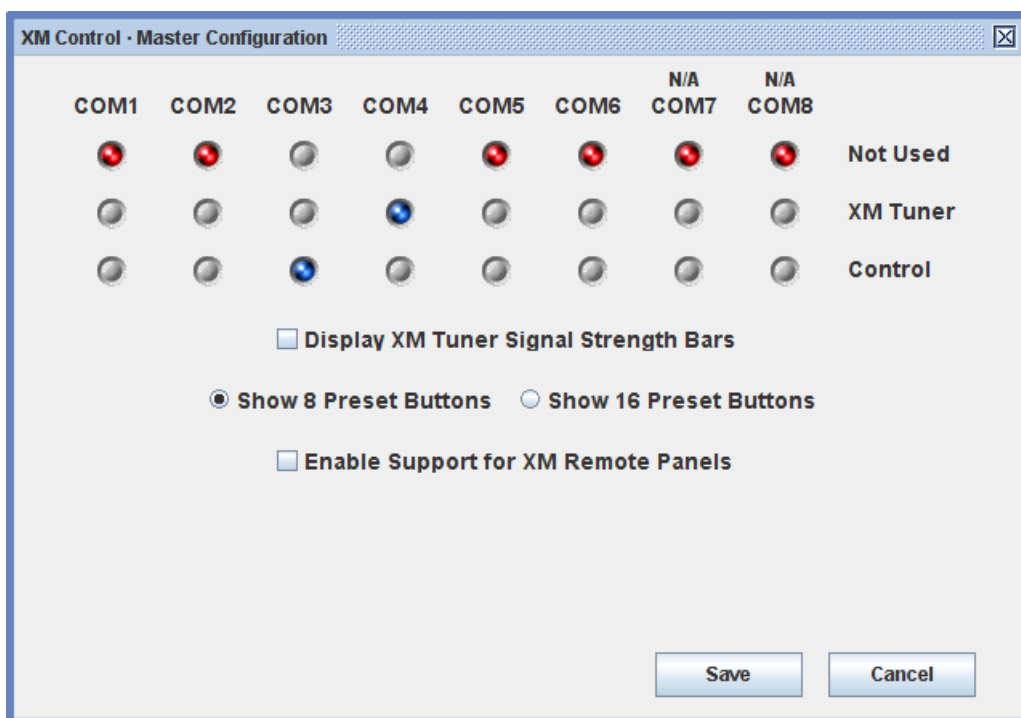 XM Control - Master Configuration
N/A N/A
COM1 COM2 COM3 COM4 COM5 COM6 COM7 COM8
Not Used
XM Tuner
Control
Display XM Tuner Signal Strength Bars
Show 8 Preset Buttons Show 16 Preset Buttons
Enable Support for XM Remote Panels
Save Cancel